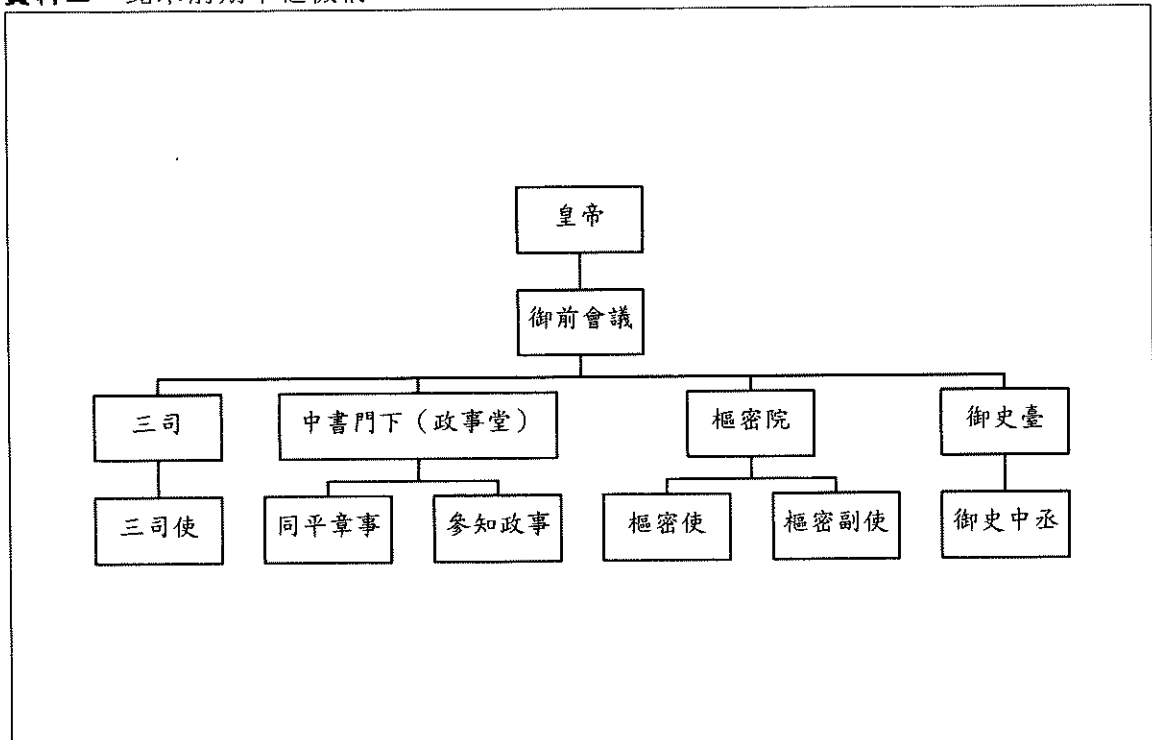 皇帝
御前會議
三司
中書門下（政事堂）
樞密院
御史臺
三司使
同平章事
參知政事
樞密使
樞密副使
御史中丞